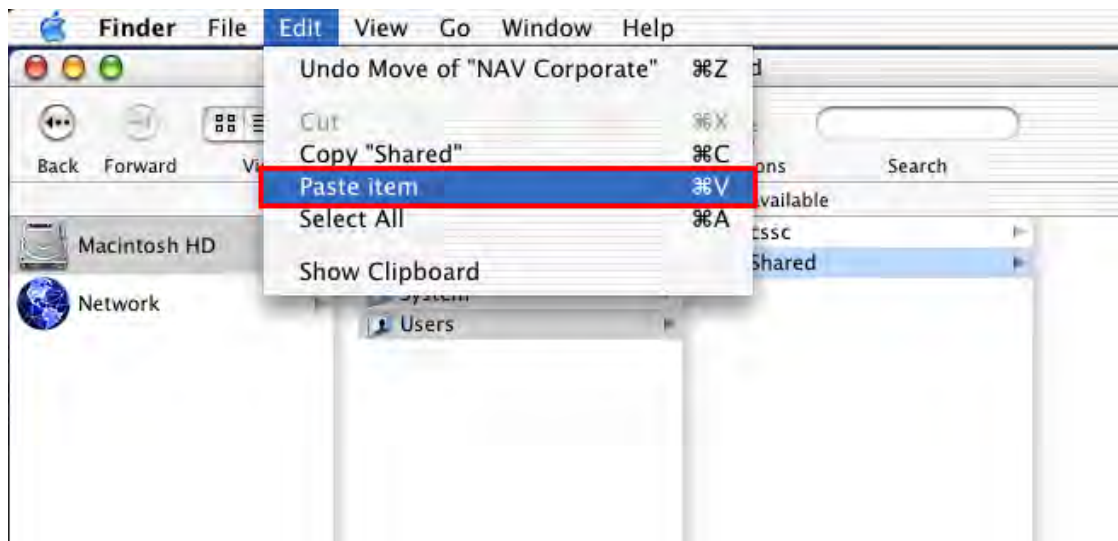 Finder File Edit View Go Window Help
Undo Move of "NAV Corporate" ⌘Z
Cut ⌘X
Copy "Shared" ⌘C
Back Forward Search
Paste item ⌘V
Select All ⌘A
Macintosh HD
Shared
Show Clipboard
Network
System
Users